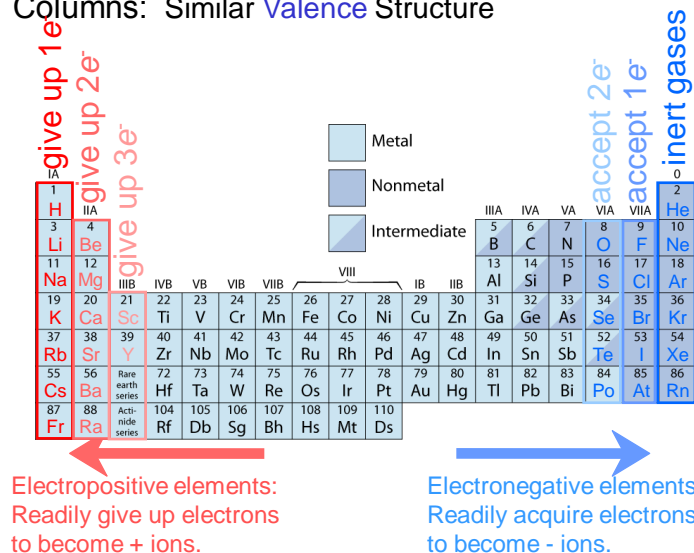 Columns: Similar Valence Structure
give up 1e-
give up 2e-
give up 3e-
accept 2e-
accept 1e-
inert gases
Metal
Nonmetal
Intermediate
IA
0
IIA
IIIA IVA VA VIA VIIA
IIIB IVB VB VIB VIIB VIII IB IIB
1 2
H He
3 4 5 6 7 8 9 10
Li Be B C N O F Ne
11 12 13 14 15 16 17 18
Na Mg Al Si P S Cl Ar
19 20 21 22 23 24 25 26 27 28 29 30 31 32 33 34 35 36
K Ca Sc Ti V Cr Mn Fe Co Ni Cu Zn Ga Ge As Se Br Kr
37 38 39 40 41 42 43 44 45 46 47 48 49 50 51 52 53 54
Rb Sr Y Zr Nb Mo Tc Ru Rh Pd Ag Cd In Sn Sb Te I Xe
55 56 Rare earth series 72 73 74 75 76 77 78 79 80 81 82 83 84 85 86
Cs Ba Hf Ta W Re Os Ir Pt Au Hg Tl Pb Bi Po At Rn
87 88 Acti- nide series 104 105 106 107 108 109 110
Fr Ra Rf Db Sg Bh Hs Mt Ds
Electropositive elements:
Readily give up electrons
to become + ions.
Electronegative elements
Readily acquire electrons
to become - ions.